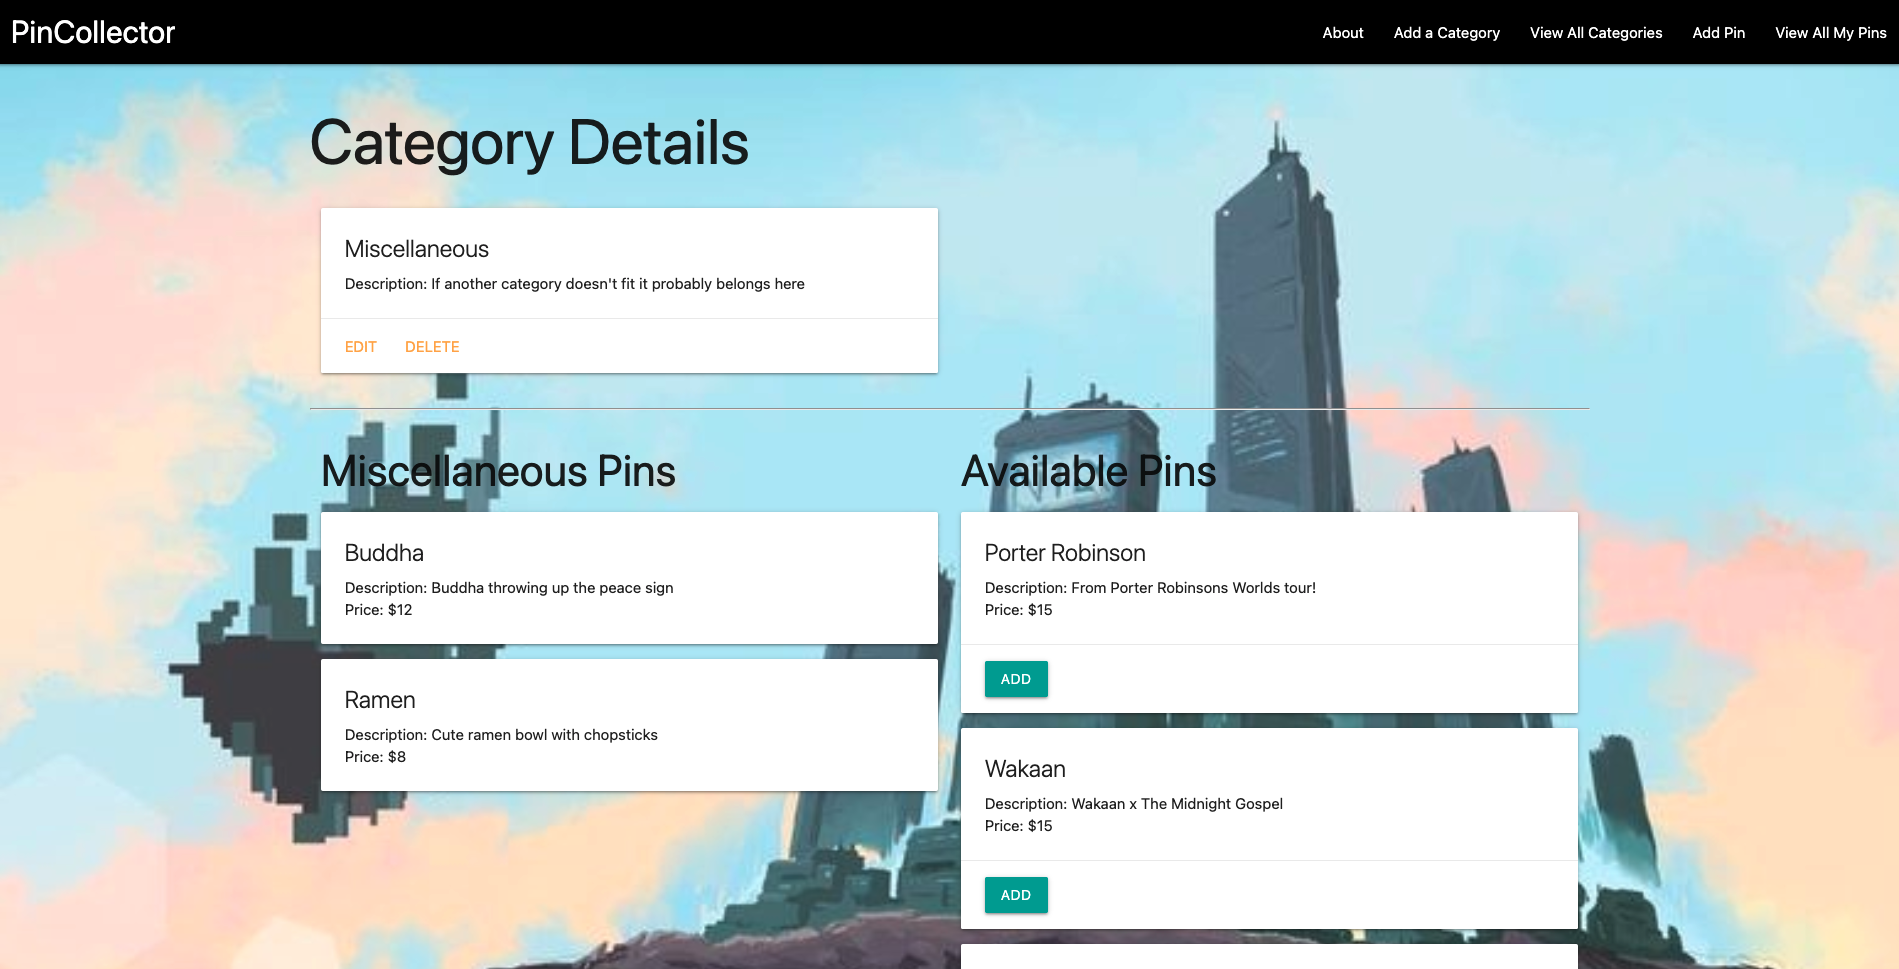 PinCollector
About
Add a Category
View All Categories
Add Pin
View All My Pins
Category Details
Miscellaneous
Description: If another category doesn't fit it probably belongs here
EDIT DELETE
Miscellaneous Pins
Buddha
Description: Buddha throwing up the peace sign
Price: $12
Ramen
Description: Cute ramen bowl with chopsticks
Price: $8
Available Pins
Porter Robinson
Description: From Porter Robinsons Worlds tour!
Price: $15
ADD
Wakaan
Description: Wakaan x The Midnight Gospel
Price: $15
ADD